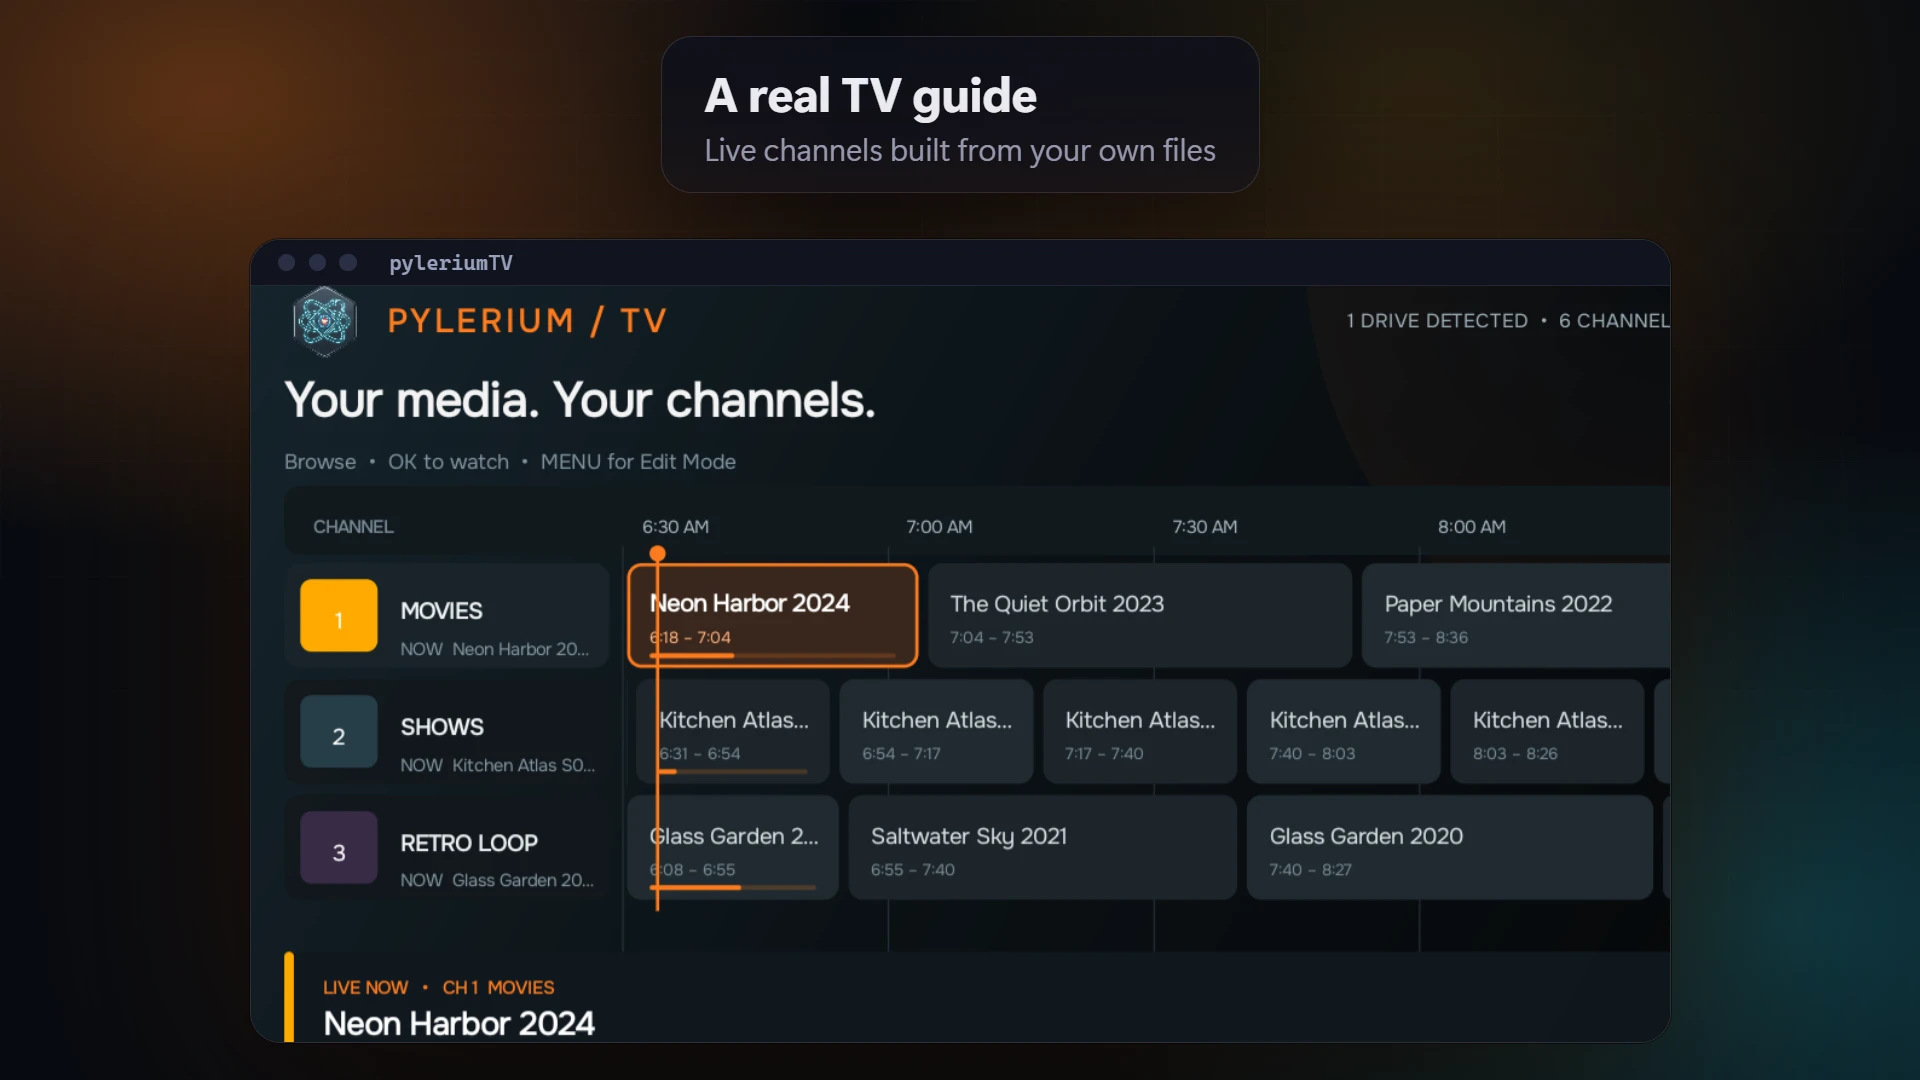 A real TV guide
Live channels built from your own files
pyleriumTV
PYLERIUM / TV
1 DRIVE DETECTED • 6 CHANNEL
Your media. Your channels.
Browse • OK to watch • MENU for Edit Mode
CHANNEL 6:30 AM 7:00 AM 7:30 AM 8:00 AM
1 MOVIES
NOW Neon Harbor 20...
Neon Harbor 2024
6:18 – 7:04
The Quiet Orbit 2023
7:04 – 7:53
Paper Mountains 2022
7:53 – 8:36
2 SHOWS
NOW Kitchen Atlas S0...
Kitchen Atlas...
6:31 – 6:54
Kitchen Atlas...
6:54 – 7:17
Kitchen Atlas...
7:17 – 7:40
Kitchen Atlas...
7:40 – 8:03
Kitchen Atlas...
8:03 – 8:26
3 RETRO LOOP
NOW Glass Garden 20...
Glass Garden 2...
6:08 – 6:55
Saltwater Sky 2021
6:55 – 7:40
Glass Garden 2020
7:40 – 8:27
LIVE NOW • CH 1 MOVIES
Neon Harbor 2024